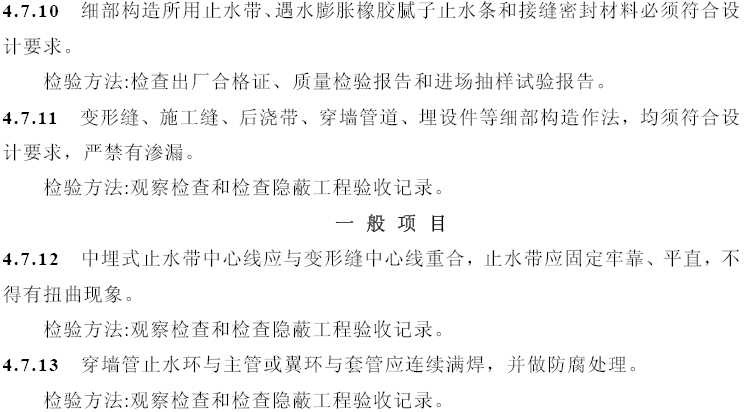 4.7.10 细部构造所用止水带、遇水膨胀橡胶腻子止水条和接缝密封材料必须符合设
计要求。
检验方法:检查出厂合格证、质量检验报告和进场抽样试验报告。
4.7.11 变形缝、施工缝、后浇带、穿墙管道、埋设件等细部构造作法，均须符合设
计要求，严禁有渗漏。
检验方法:观察检查和检查隐蔽工程验收记录。
一 般 项 目
4.7.12 中埋式止水带中心线应与变形缝中心线重合，止水带应固定牢靠、平直，不
得有扭曲现象。
检验方法:观察检查和检查隐蔽工程验收记录。
4.7.13 穿墙管止水环与主管或翼环与套管应连续满焊，并做防腐处理。
检验方法:观察检查和检查隐蔽工程验收记录。